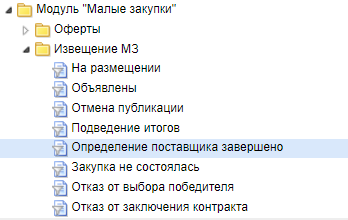 Модуль "Малые закупки"
Оферты
Извещение МЗ
На размещении
Объявлены
Отмена публикации
Подведение итогов
Определение поставщика завершено
Закупка не состоялась
Отказ от выбора победителя
Отказ от заключения контракта